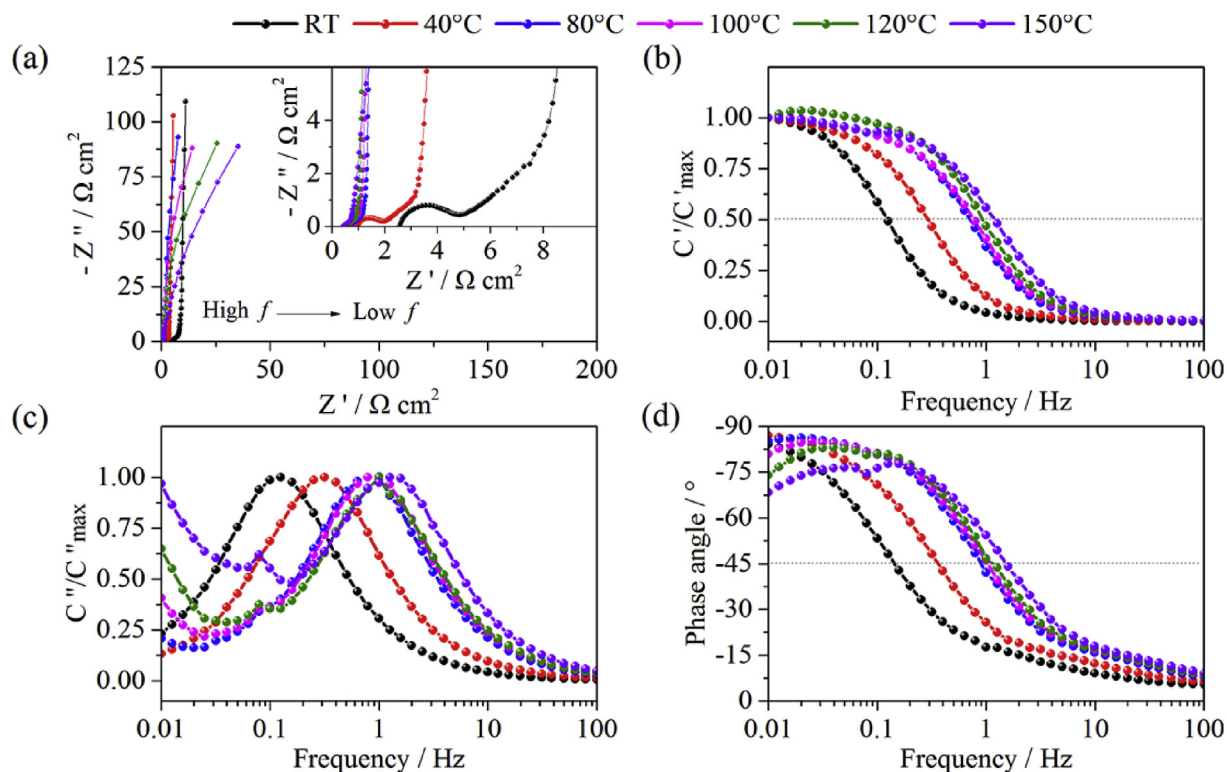 RT 40°C 80°C 100°C 120°C 150°C
(a)
125
100
75
50
25
0
- Z '' / Ω cm²
0 50 100 150 200
Z ' / Ω cm²
High f Low f
4
2
0
- Z '' / Ω cm²
0 2 4 6 8
Z ' / Ω cm²
(b)
1.00
0.75
0.50
0.25
0.00
C'/C'max
0.01 0.1 1 10 100
Frequency / Hz
(c)
1.00
0.75
0.50
0.25
0.00
C''/C''max
0.01 0.1 1 10 100
Frequency / Hz
(d)
-90
-75
-60
-45
-30
-15
0
Phase angle / °
0.01 0.1 1 10 100
Frequency / Hz